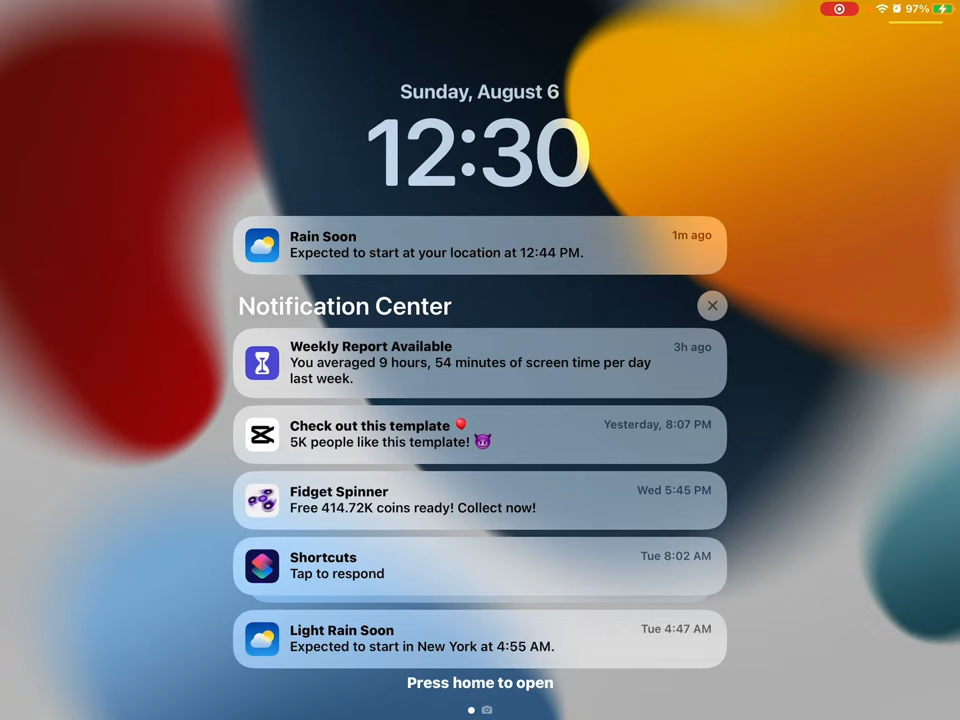 97%
Sunday, August 6
12:30
Rain Soon
1m ago
Expected to start at your location at 12:44 PM.
Notification Center
Weekly Report Available
3h ago
You averaged 9 hours, 54 minutes of screen time per day
last week.
Check out this template 🎈
Yesterday, 8:07 PM
5K people like this template! 😈
Fidget Spinner
Wed 5:45 PM
Free 414.72K coins ready! Collect now!
Shortcuts
Tue 8:02 AM
Tap to respond
Light Rain Soon
Tue 4:47 AM
Expected to start in New York at 4:55 AM.
Press home to open